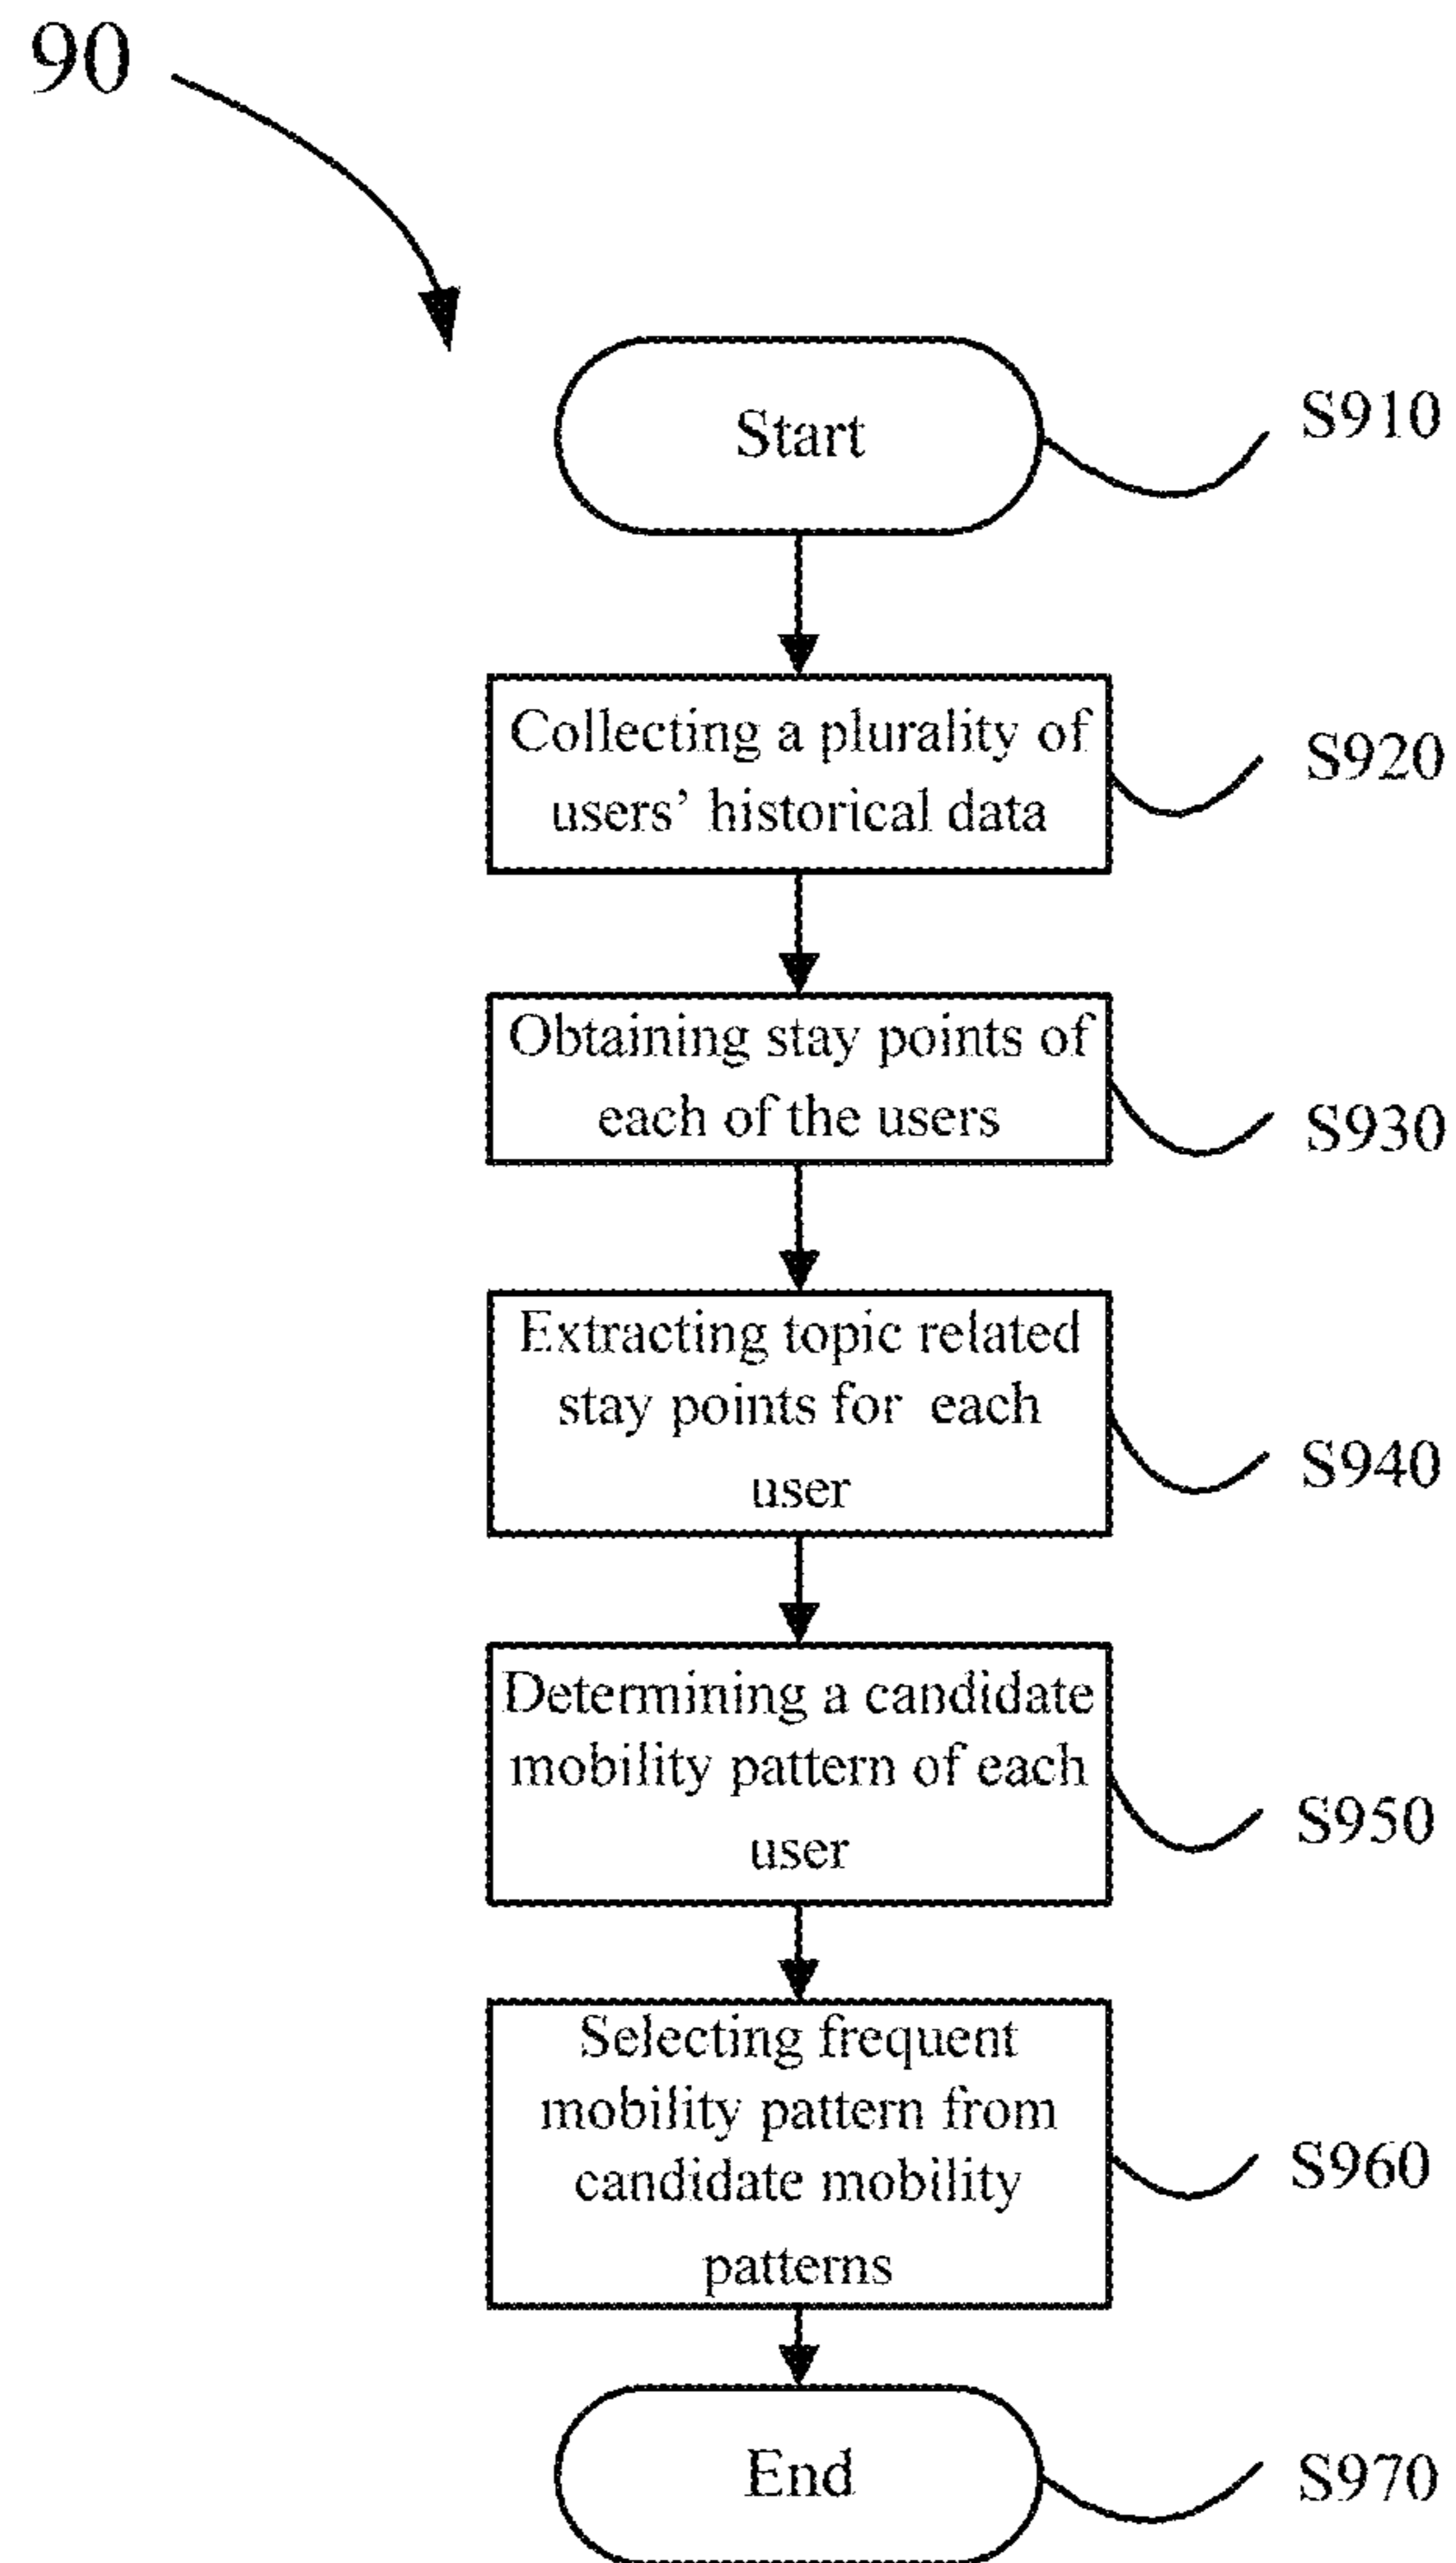 90
Start
S910
Collecting a plurality of
users’ historical data
S920
Obtaining stay points of
each of the users
S930
Extracting topic related
stay points for each
user
S940
Determining a candidate
mobility pattern of each
user
S950
Selecting frequent
mobility pattern from
candidate mobility
patterns
S960
End
S970